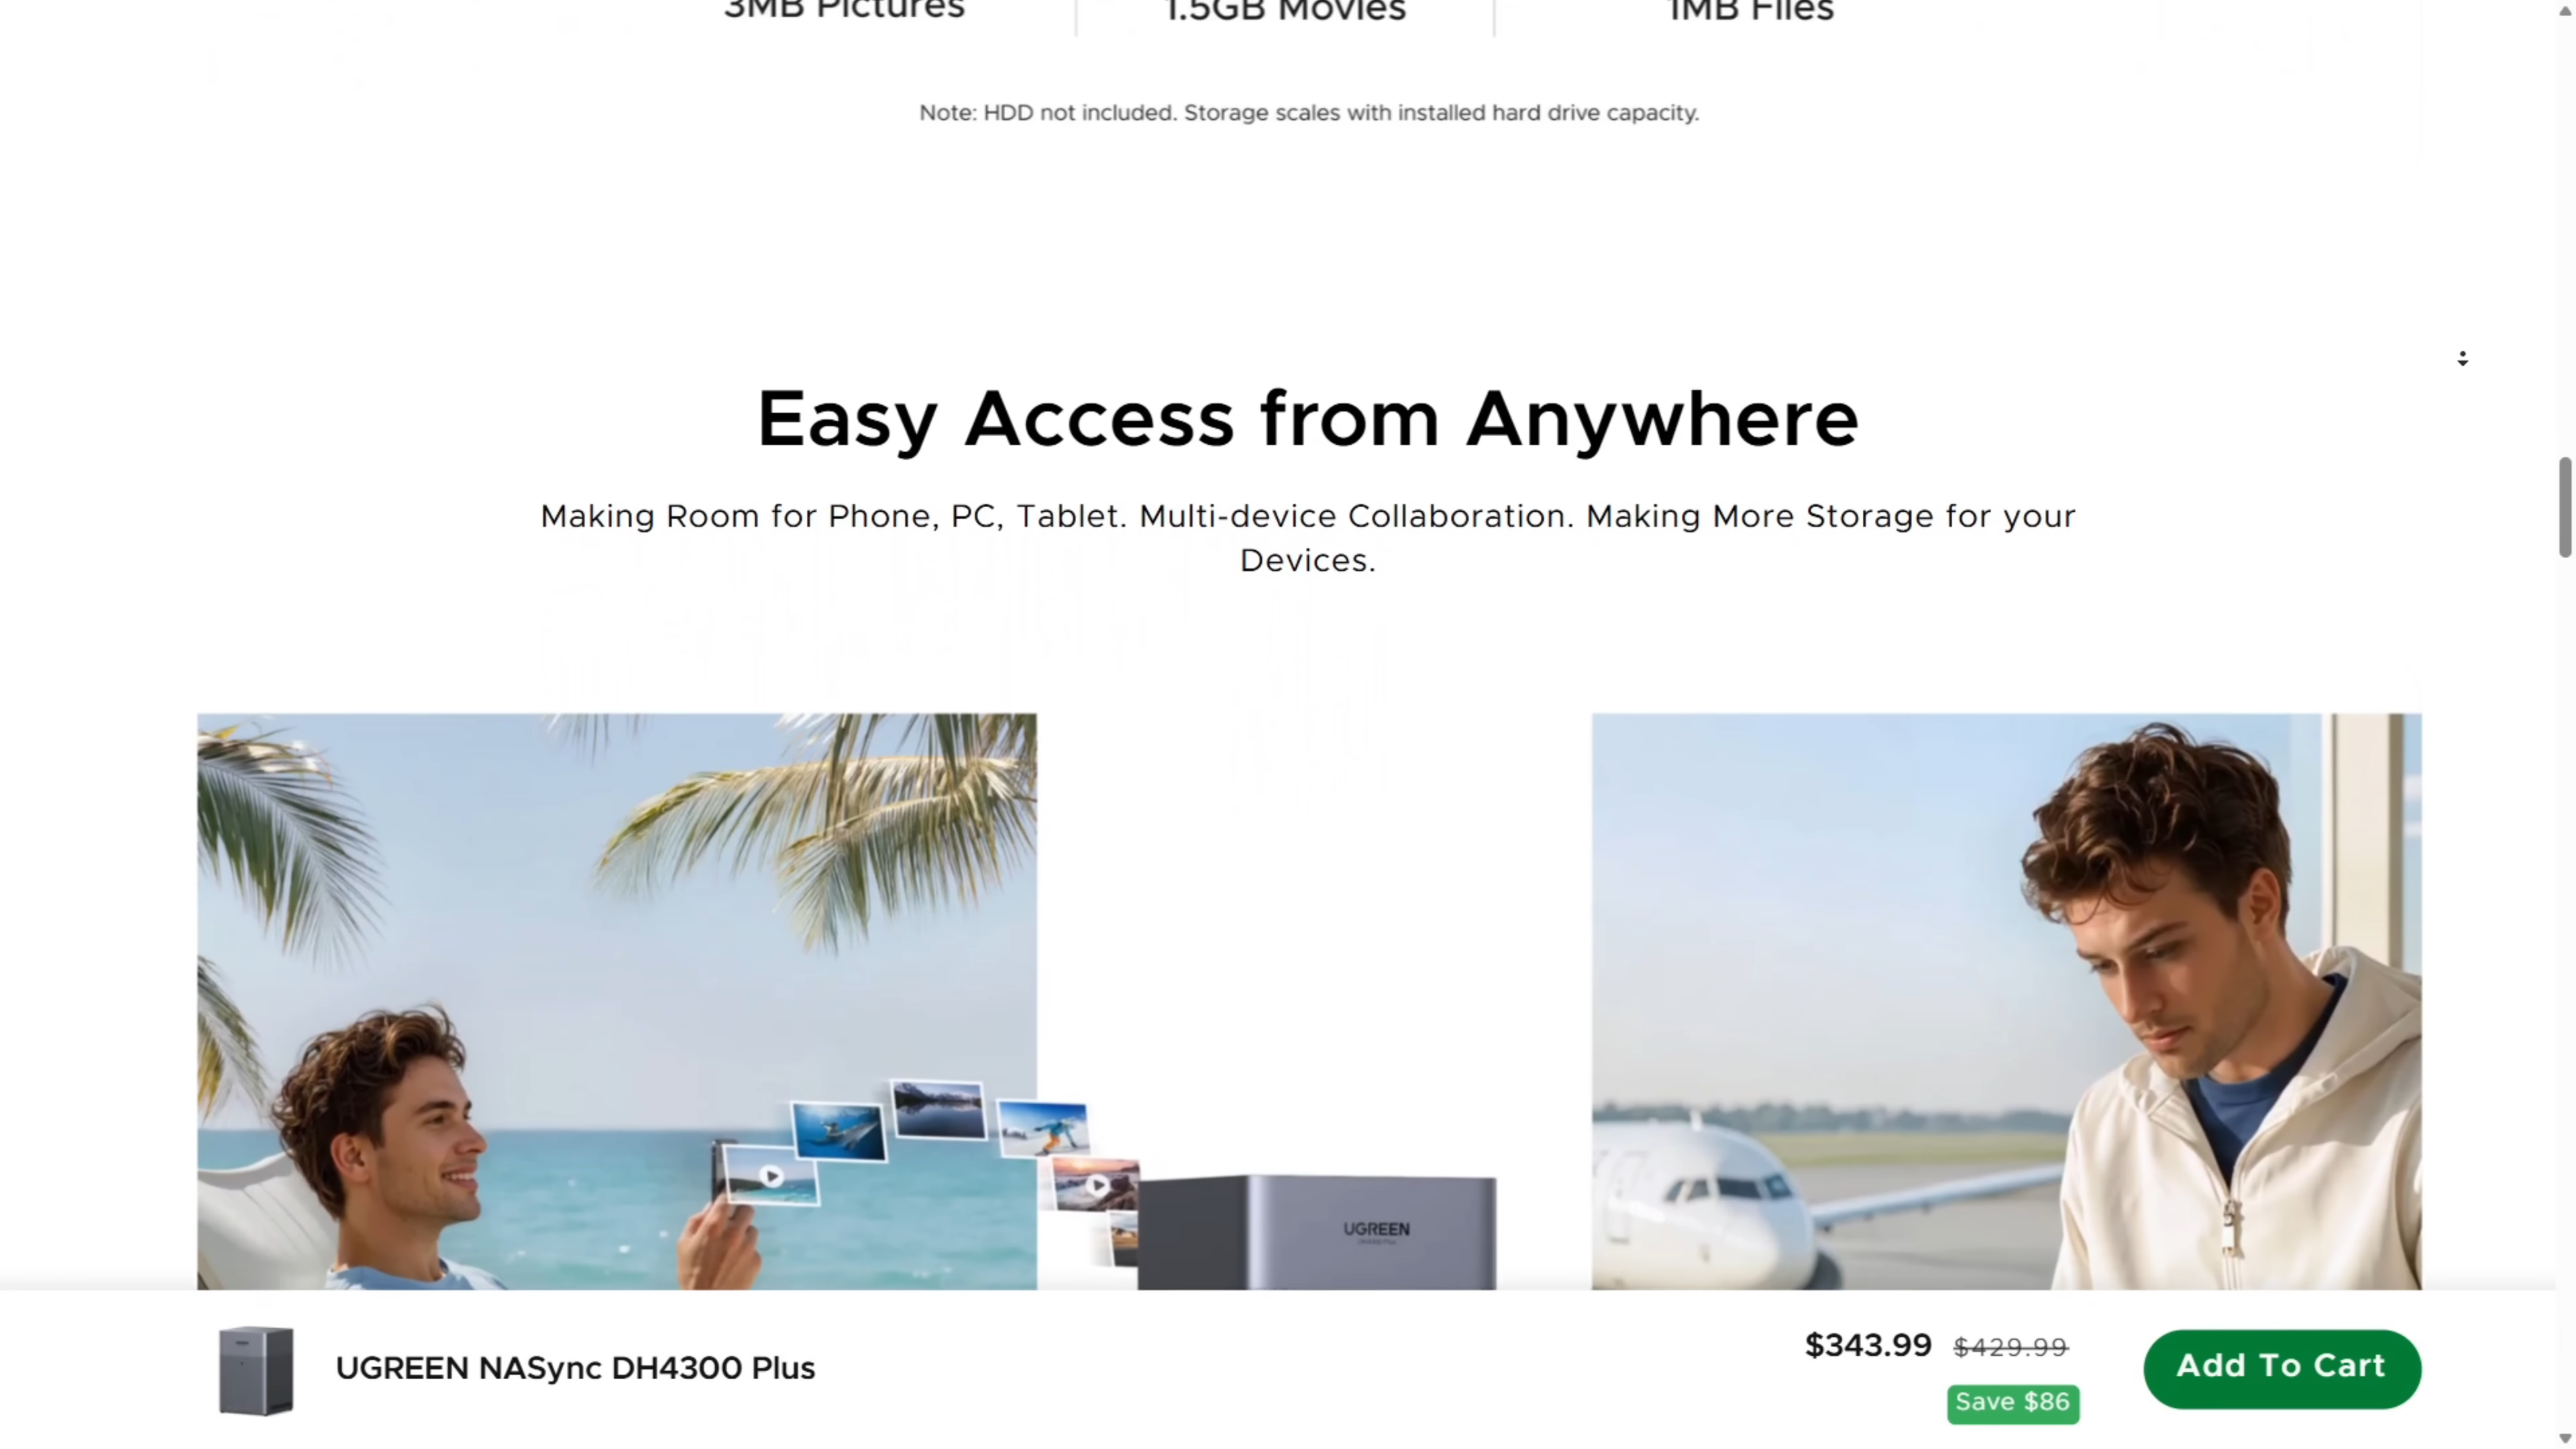 3MB Pictures
1.5GB Movies
1MB Files
Note: HDD not included. Storage scales with installed hard drive capacity.
Easy Access from Anywhere
Making Room for Phone, PC, Tablet. Multi-device Collaboration. Making More Storage for your
Devices.
UGREEN
UGREEN NASync DH4300 Plus
$343.99 $429.99
Save $86
Add To Cart